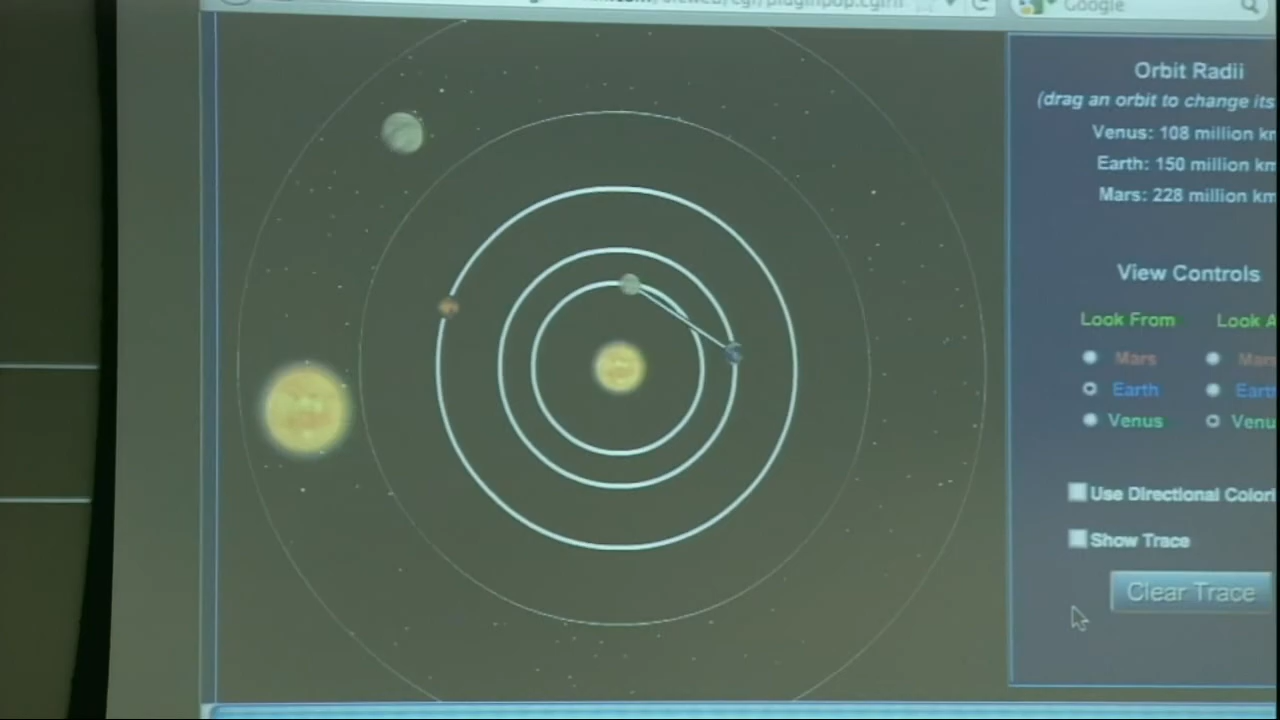 Google
Orbit Radii
(drag an orbit to change its
Venus: 108 million km
Earth: 150 million km
Mars: 228 million km
View Controls
Look From Look A
Mars Mars
Earth Earth
Venus Venu
Use Directional Colori
Show Trace
Clear Trace